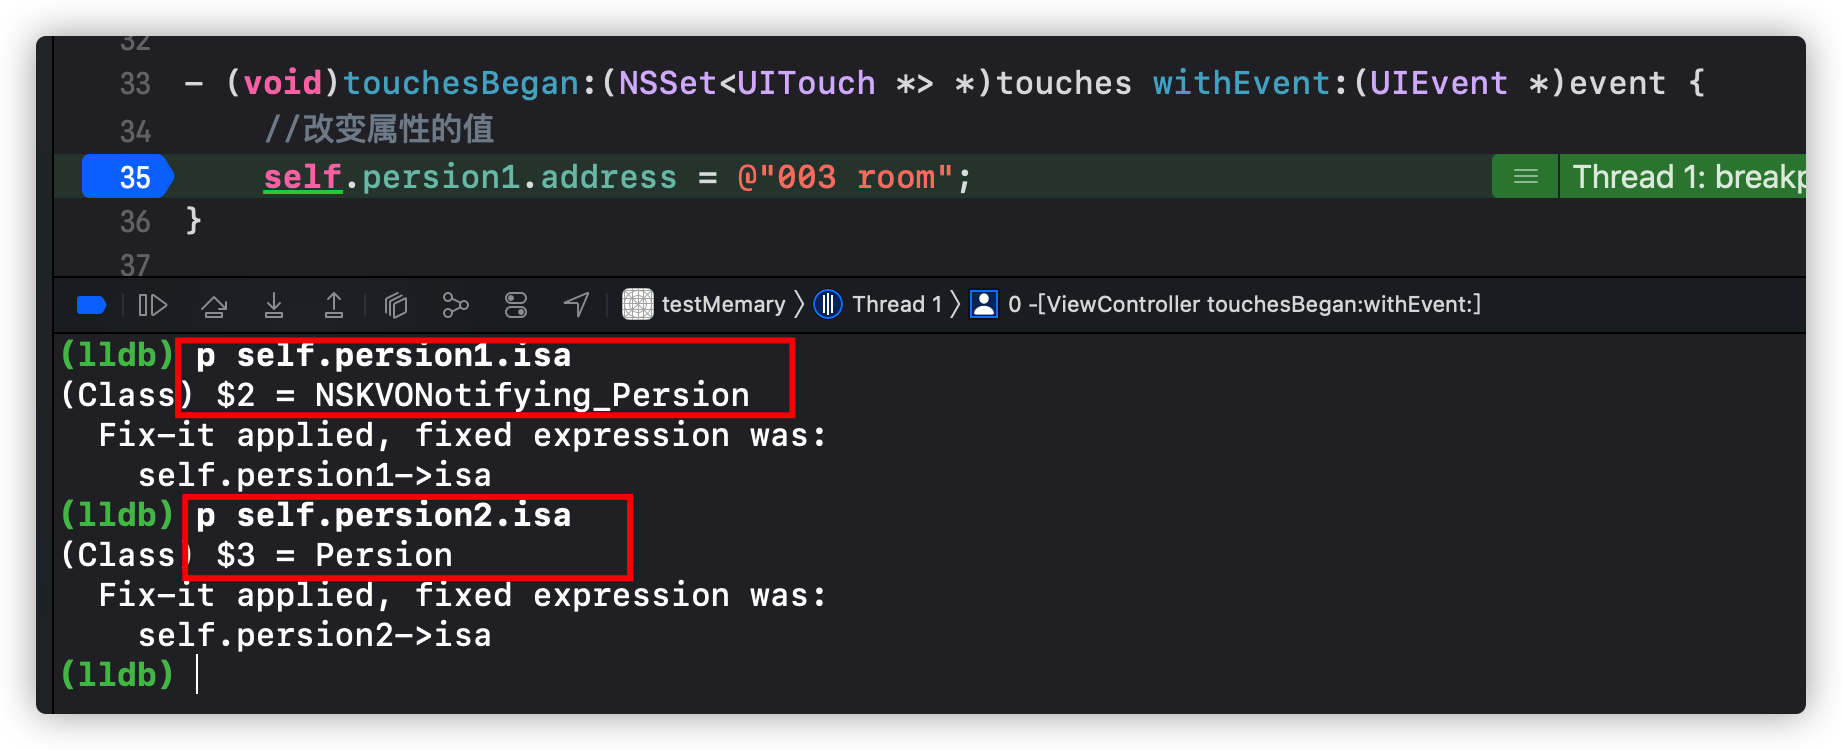 32
33 - (void)touchesBegan:(NSSet<UITouch *> *)touches withEvent:(UIEvent *)event {
34 //改变属性的值
35 self.persion1.address = @"003 room"; Thread 1: breakp
36 }
37
testMemary 〉 Thread 1 〉 0 -[ViewController touchesBegan:withEvent:]
(lldb) p self.persion1.isa
(Class) $2 = NSKVONotifying_Persion
Fix-it applied, fixed expression was:
self.persion1->isa
(lldb) p self.persion2.isa
(Class) $3 = Persion
Fix-it applied, fixed expression was:
self.persion2->isa
(lldb)